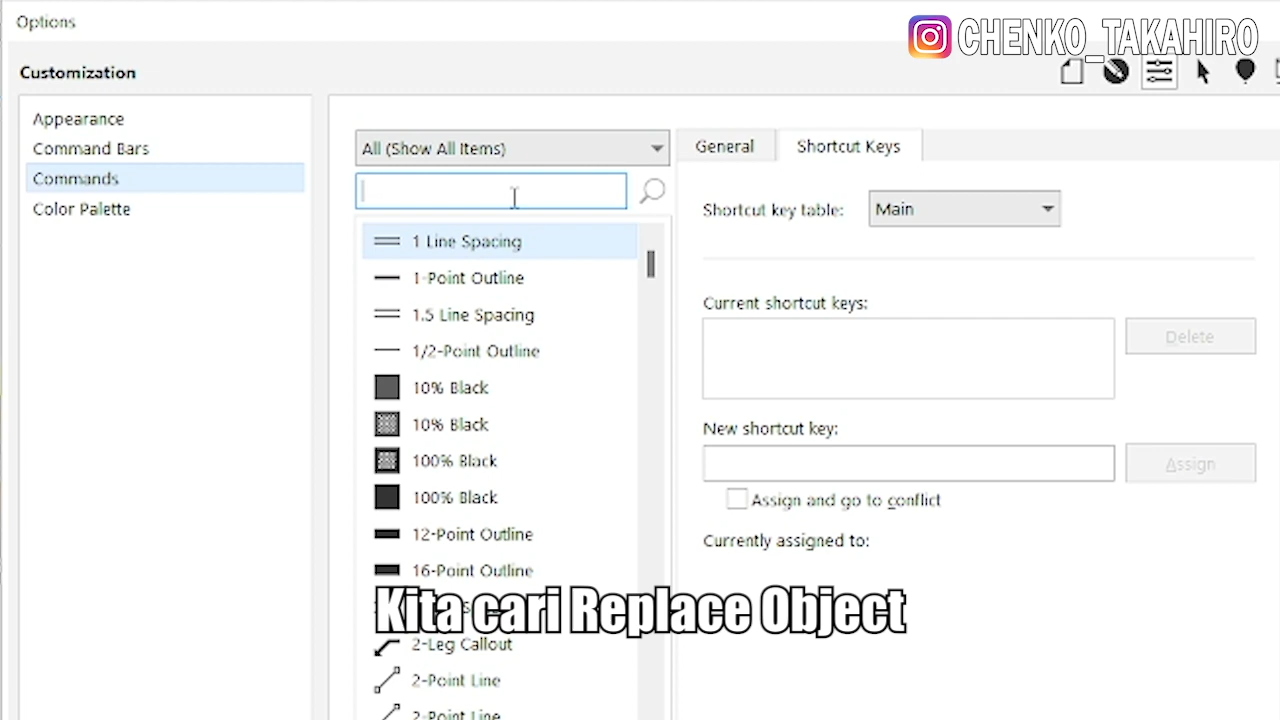 Options
CHENKO_TAKAHIRO
Customization
Appearance
Command Bars
Commands
Color Palette
All (Show All Items)
1 Line Spacing
1-Point Outline
1.5 Line Spacing
1/2-Point Outline
10% Black
10% Black
100% Black
100% Black
12-Point Outline
16-Point Outline
2-Leg Callout
2-Point Line
2-Point Line
General
Shortcut Keys
Shortcut key table:
Main
Current shortcut keys:
Delete
New shortcut key:
Assign
Assign and go to conflict
Currently assigned to:
Kita cari Replace Object